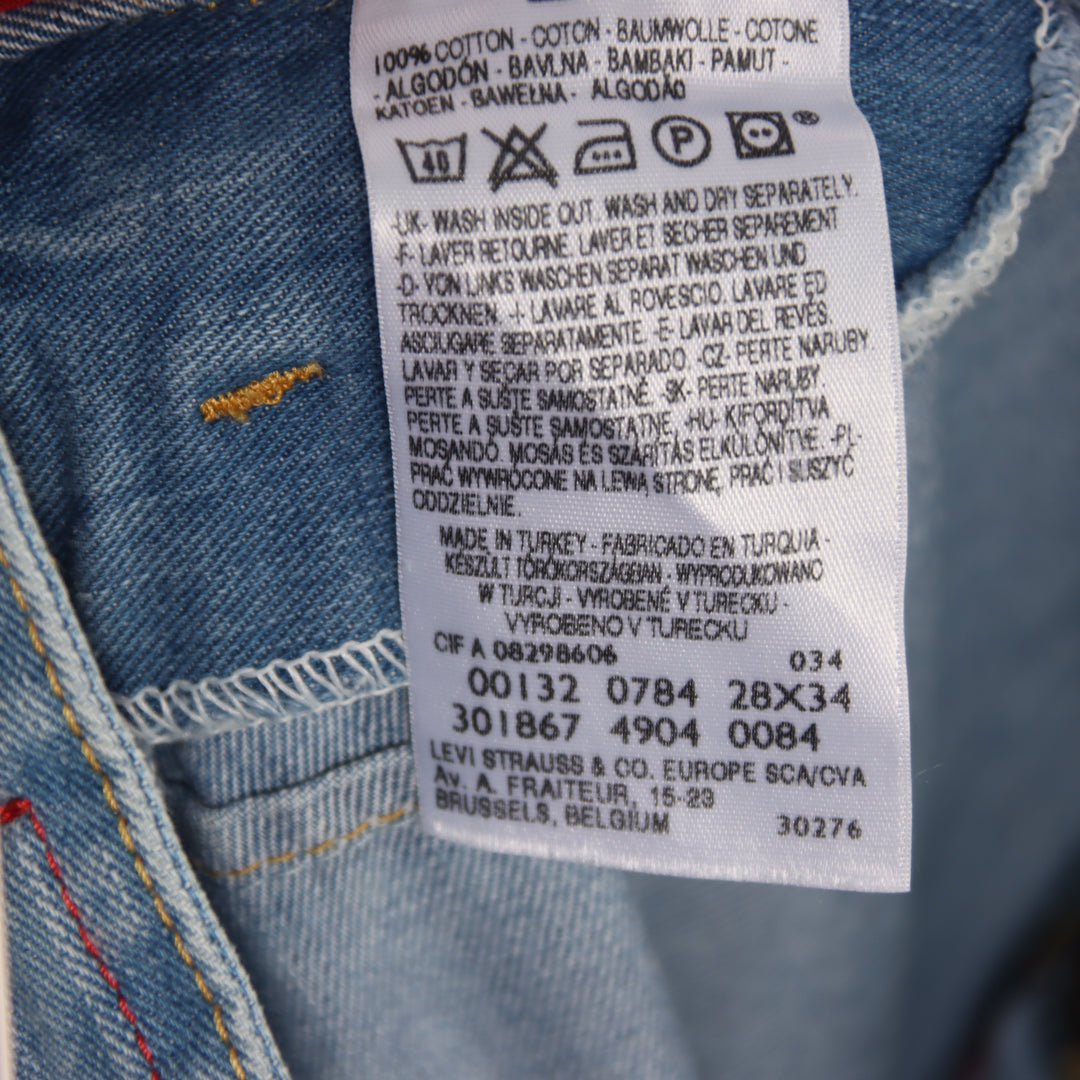 100% COTTON - COTON - BAUMWOLLE - COTONE
- ALGODÓN - BAVLNA - BAMBAKI - PAMUT -
KATOEN - BAWEŁNA - ALGODÃO
40 P ®
-UK- WASH INSIDE OUT. WASH AND DRY SEPARATELY.
-F- LAVER RETOURNE. LAVER ET SECHER SEPAREMENT
-D- VON LINKS WASCHEN. SEPARAT WASCHEN UND
TROCKNEN. -I- LAVARE AL ROVESCIO. LAVARE ED
ASCIUGARE SEPARATAMENTE. -E- LAVAR DEL REVÉS.
LAVAR Y SECAR POR SEPARADO. -CZ- PERTE NARUBY
PERTE A SUŠTE SAMOSTATNĚ. -SK- PERTE NARUBY.
PERTE A SUŠTE SAMOSTATNE. -HU- KIFORDÍTVA
MOSANDÓ. MOSÁS ÉS SZARÍTÁS ELKÜLÖNÍTVE. -PL-
PRAĆ WYWRÓCONE NA LEWĄ STRONĘ, PRAĆ I SUSZYĆ
ODDZIELNIE.
MADE IN TURKEY - FABRICADO EN TURQUIA -
KÉSZULT TÖRÖKORSZÁGBAN - WYPRODUKOWANO
W TURCJI - VYROBENÉ V TURECKU -
VYROBENO V TURECKU
CIF A 08298606 034
00132 0784 28X34
301867 4904 0084
LEVI STRAUSS & CO. EUROPE SCA/CVA
Av. A. FRAITEUR, 15-23
BRUSSELS, BELGIUM 30276